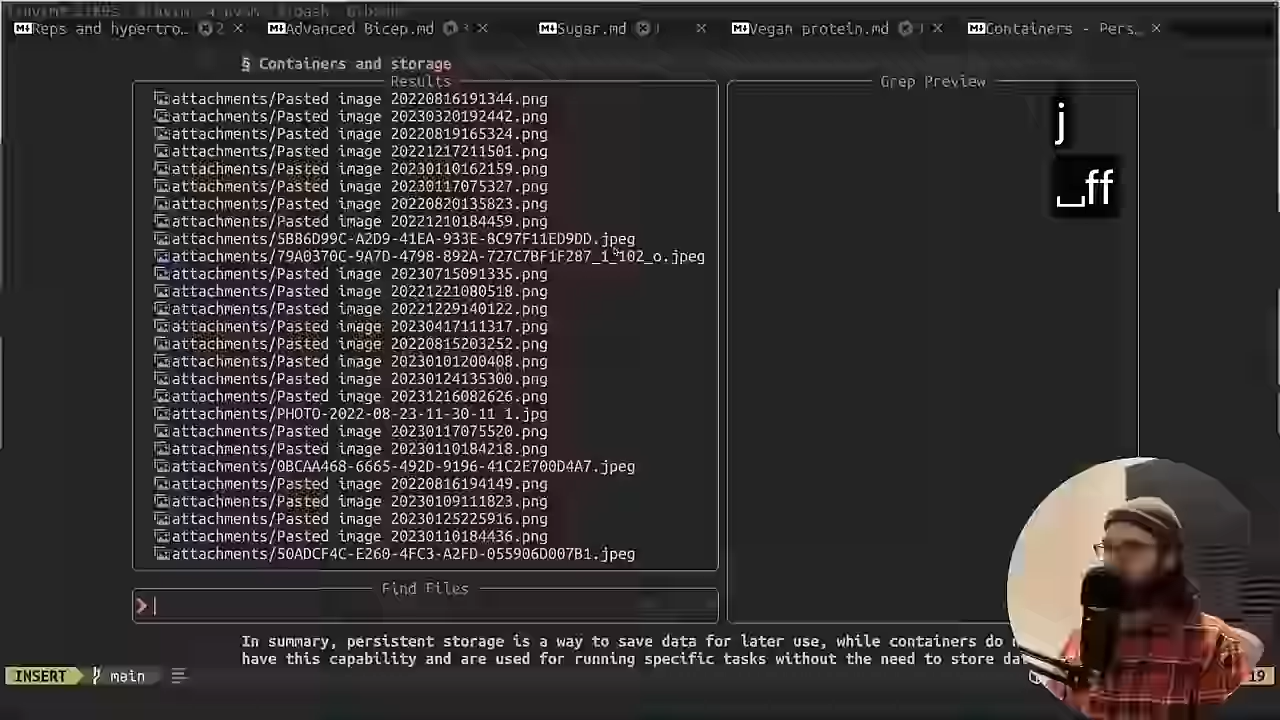 Reps and hypertro… 2 ×
Advanced Bicep.md 3 ×
Sugar.md ×
Vegan protein.md ×
Containers - Pers… ×
§ Containers and storage
Results
Grep Preview
attachments/Pasted image 20220816191344.png
attachments/Pasted image 20230320192442.png
attachments/Pasted image 20220819165324.png
attachments/Pasted image 20221217211501.png
attachments/Pasted image 20230110162159.png
attachments/Pasted image 20230117075327.png
attachments/Pasted image 20220820135823.png
attachments/Pasted image 20221210184459.png
attachments/5B86D99C-A2D9-41EA-933E-8C97F11ED9DD.jpeg
attachments/79A0370C-9A7D-4798-892A-727C7BF1F287_1_102_o.jpeg
attachments/Pasted image 20230715091335.png
attachments/Pasted image 20221221080518.png
attachments/Pasted image 20221229140122.png
attachments/Pasted image 20230417111317.png
attachments/Pasted image 20220815203252.png
attachments/Pasted image 20230101200408.png
attachments/Pasted image 20230124135300.png
attachments/Pasted image 20231216082626.png
attachments/PHOTO-2022-08-23-11-30-11 1.jpg
attachments/Pasted image 20230117075520.png
attachments/Pasted image 20230110184218.png
attachments/0BCAA468-6665-492D-9196-41C2E700D4A7.jpeg
attachments/Pasted image 20220816194149.png
attachments/Pasted image 20230109111823.png
attachments/Pasted image 20230125225916.png
attachments/Pasted image 20230110184436.png
attachments/50ADCF4C-E260-4FC3-A2FD-055906D007B1.jpeg
j
␣ff
Find Files
>
In summary, persistent storage is a way to save data for later use, while containers do
have this capability and are used for running specific tasks without the need to store
INSERT main
19